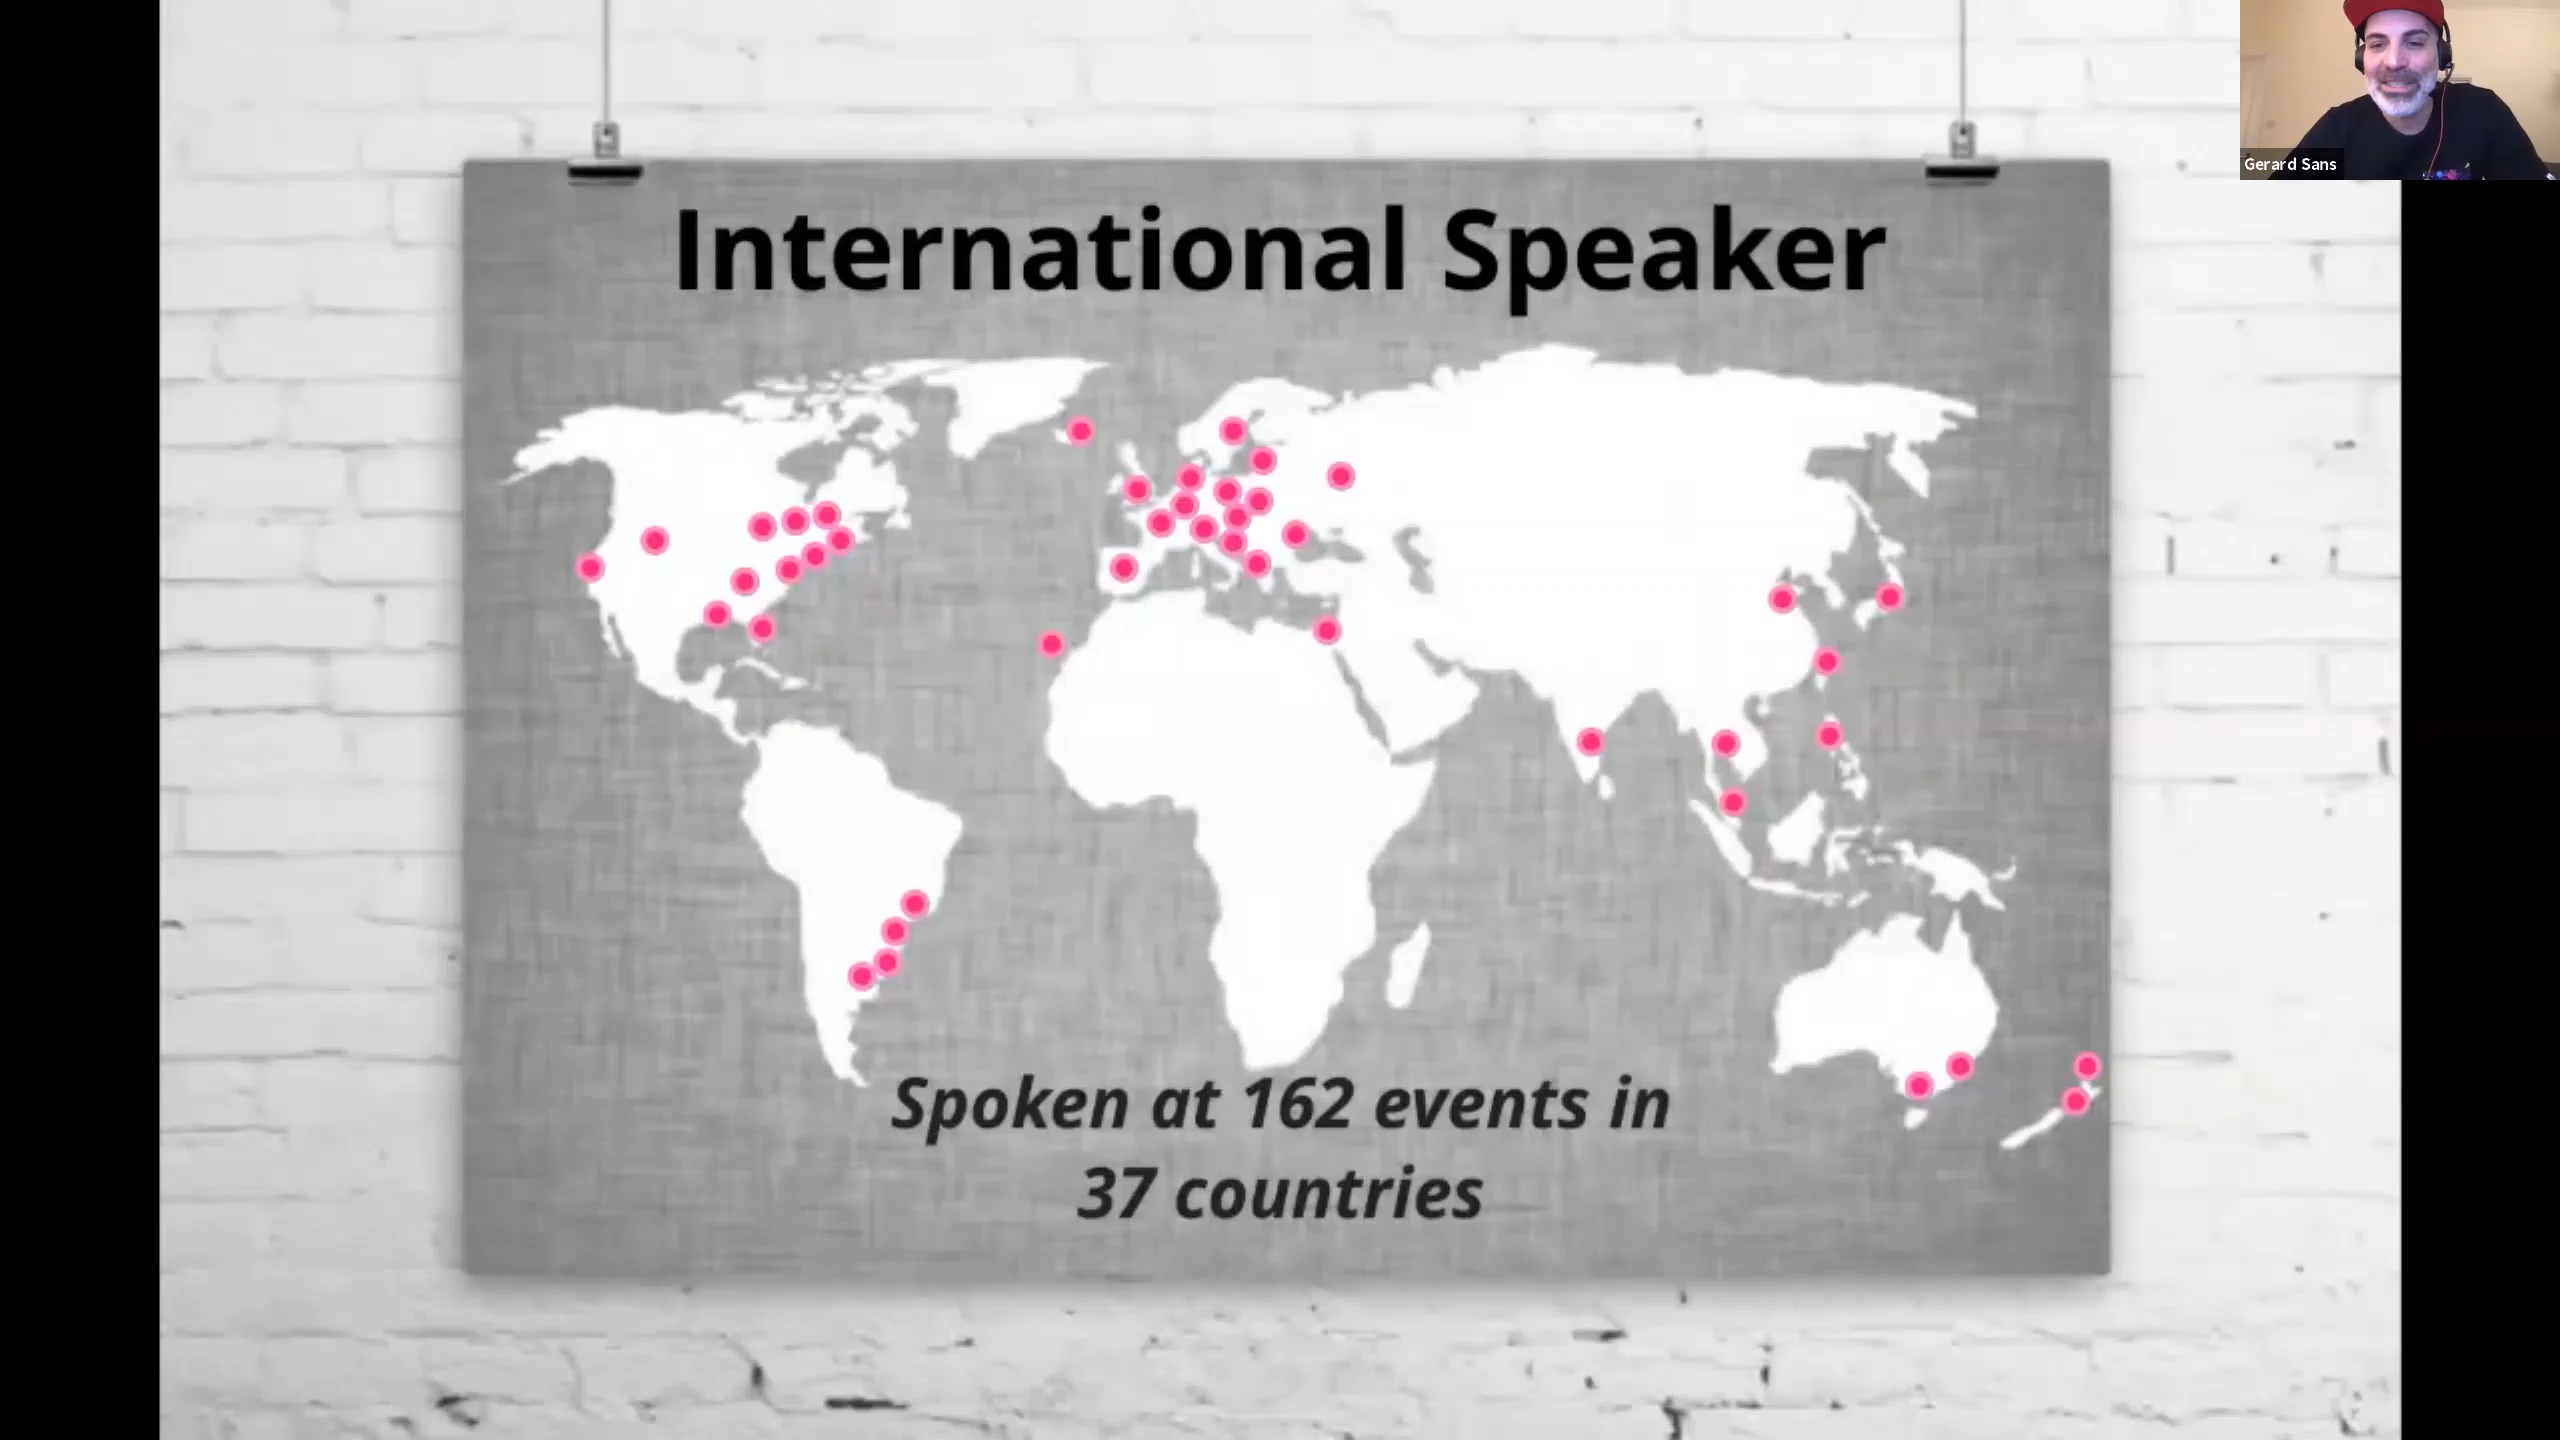 International Speaker
Spoken at 162 events in
37 countries
Gerard Sans